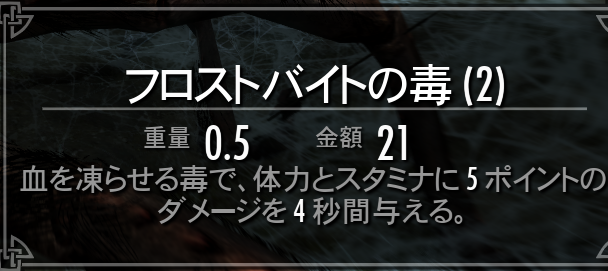 フロストバイトの毒 (2)
重量 0.5 金額 21
血を凍らせる毒で、体力とスタミナに 5 ポイントの
ダメージを 4 秒間与える。